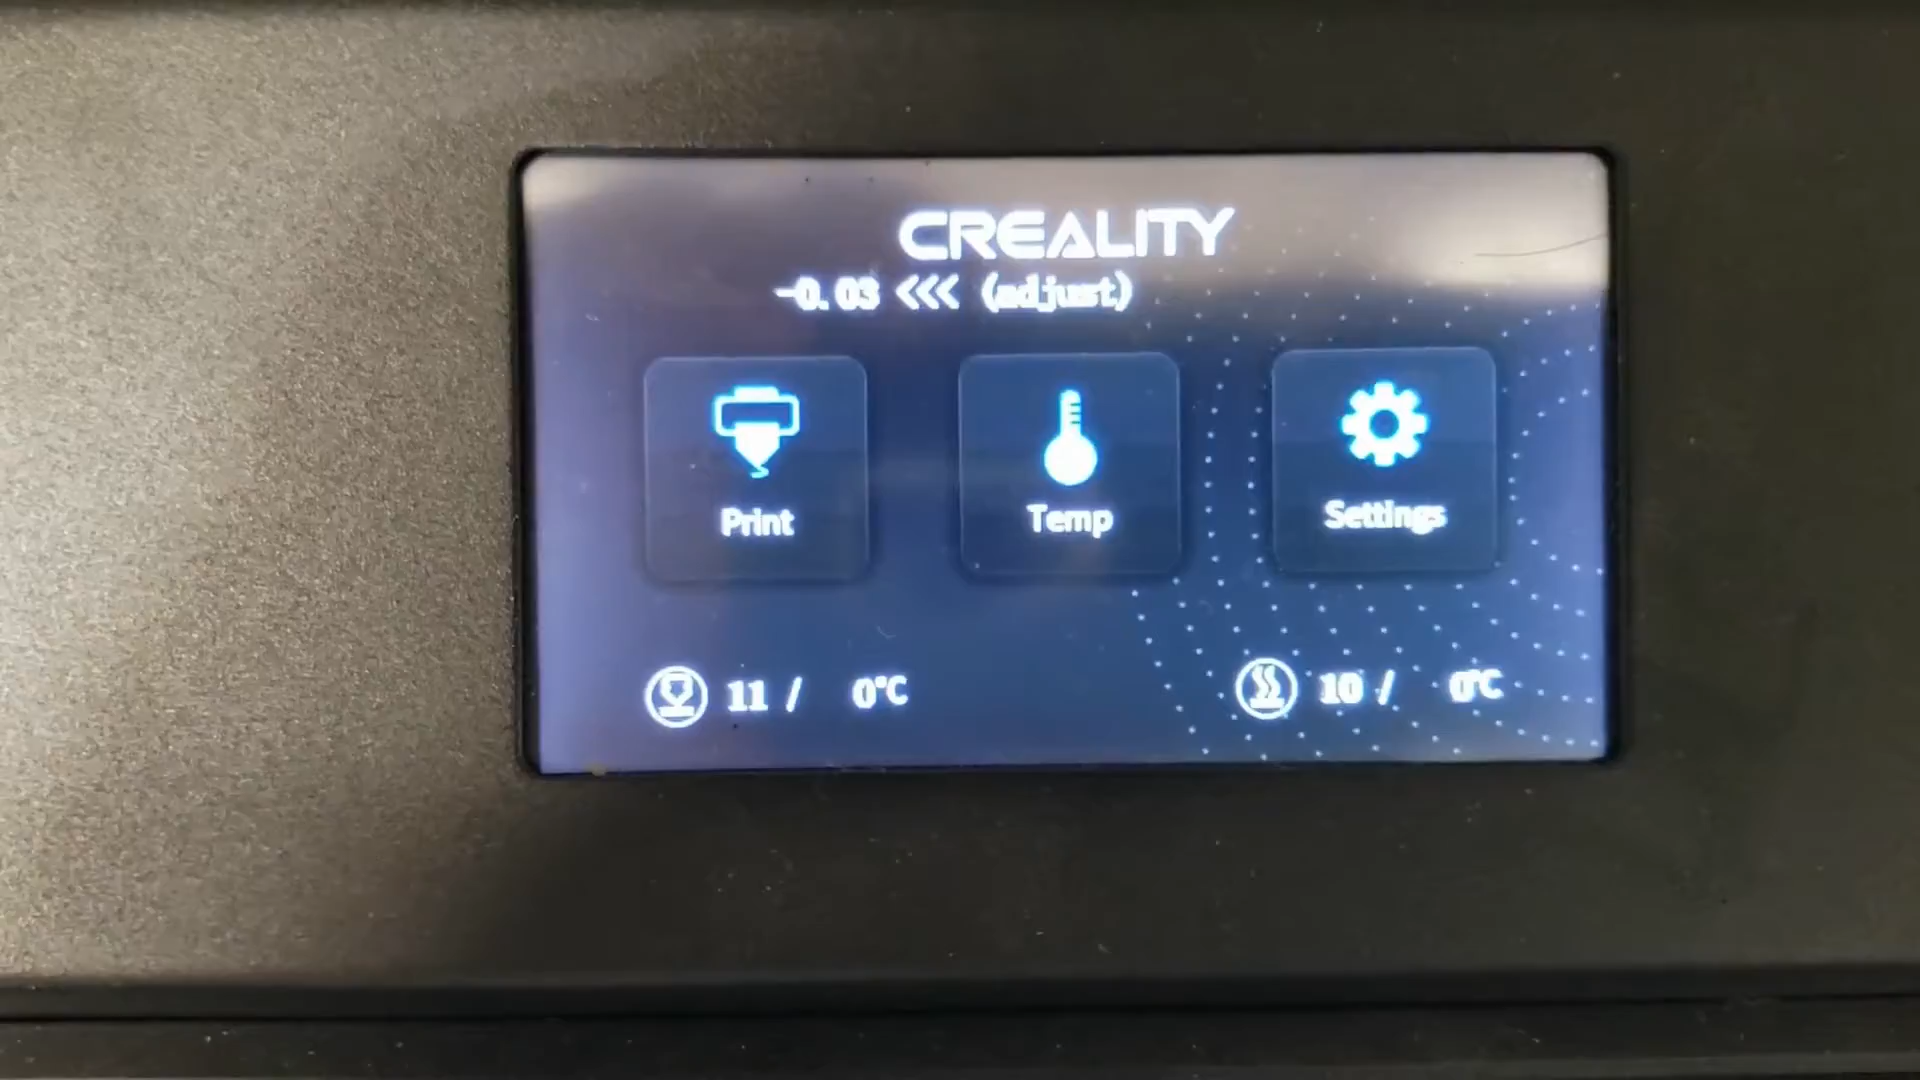 CREALITY
-0.03 <<< (adjust)
Print
Temp
Settings
11 / 0℃
10 / 0℃